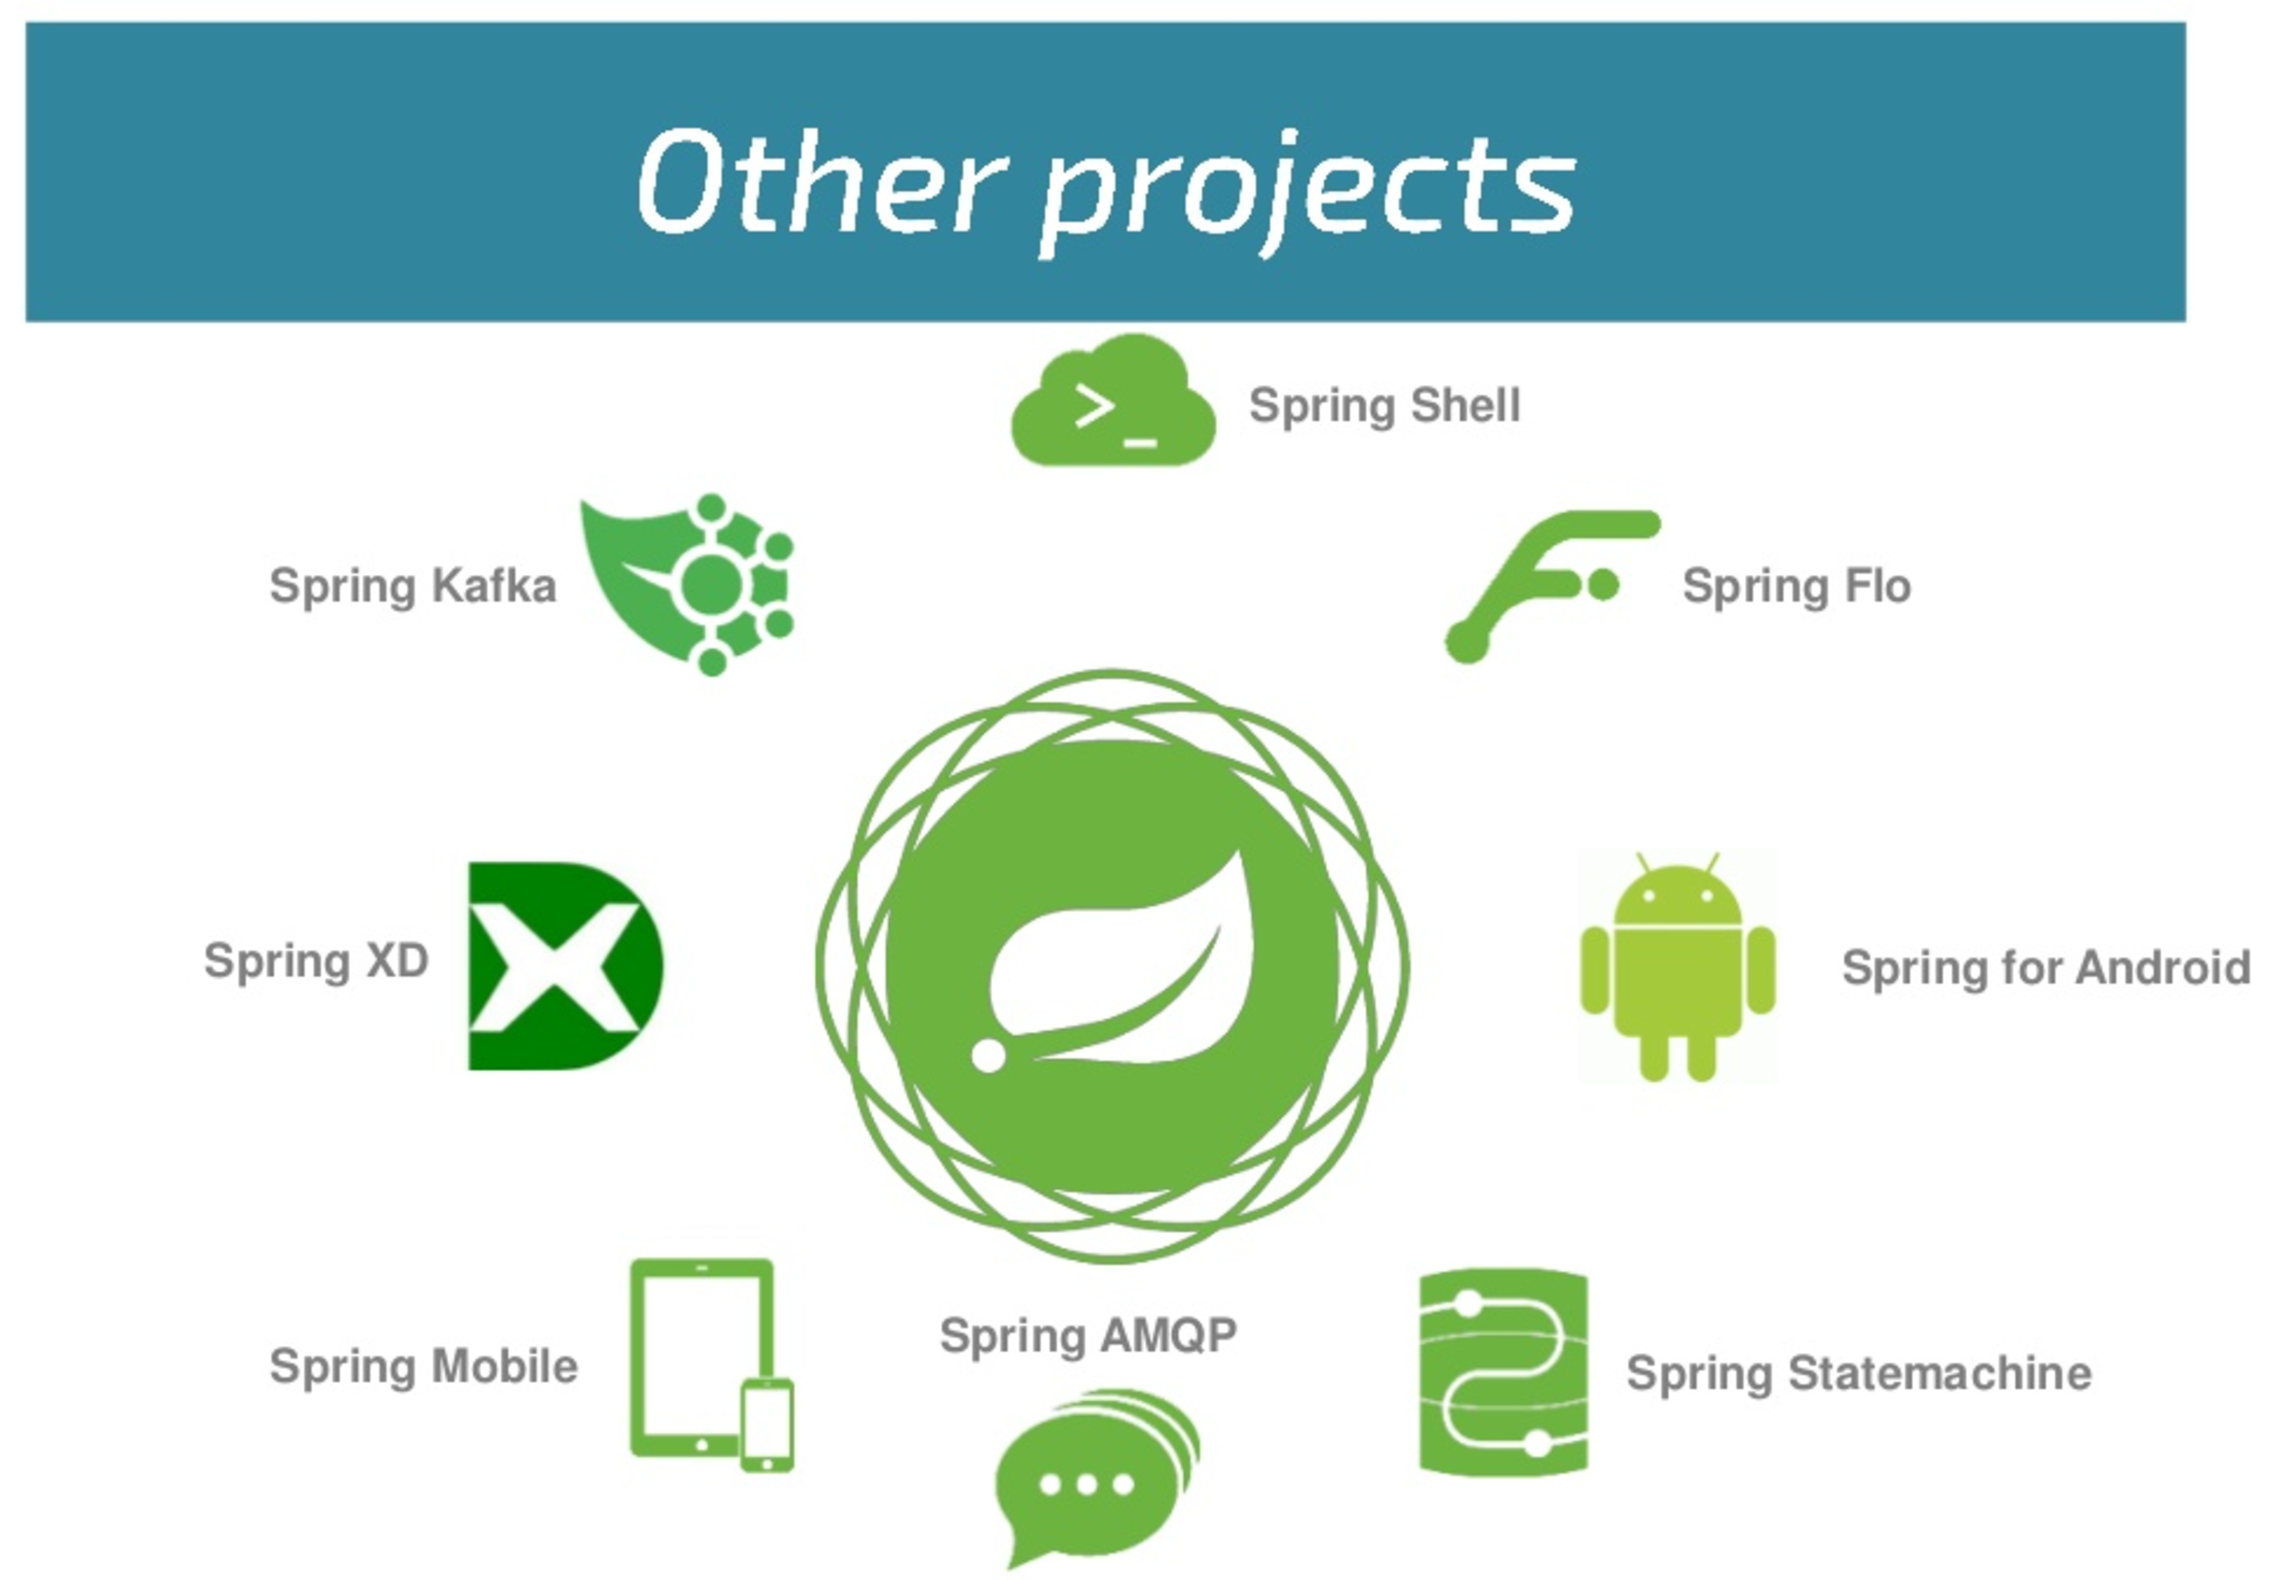 Other projects
Spring Shell
Spring Kafka
Spring Flo
Spring XD
Spring for Android
Spring AMQP
Spring Mobile
Spring Statemachine